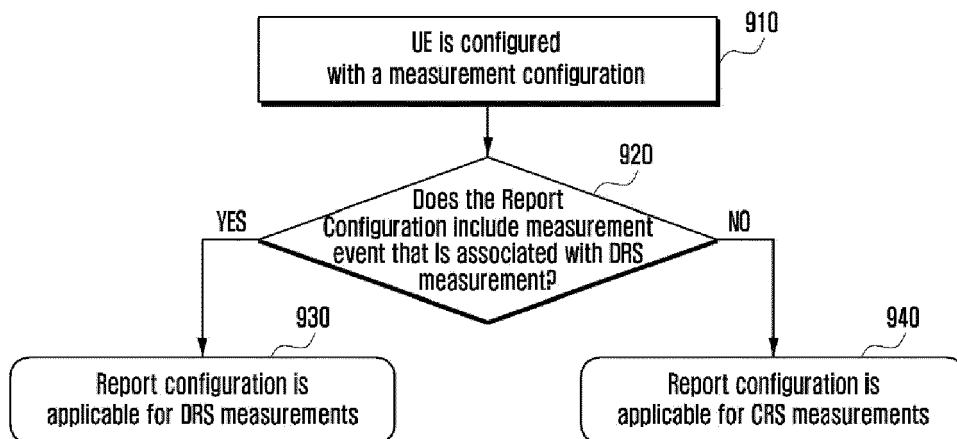 910
UE is configured
with a measurement configuration
920
Does the Report
Configuration include measurement
event that Is associated with DRS
measurement?
YES
NO
930
Report configuration is
applicable for DRS measurements
940
Report configuration is
applicable for CRS measurements